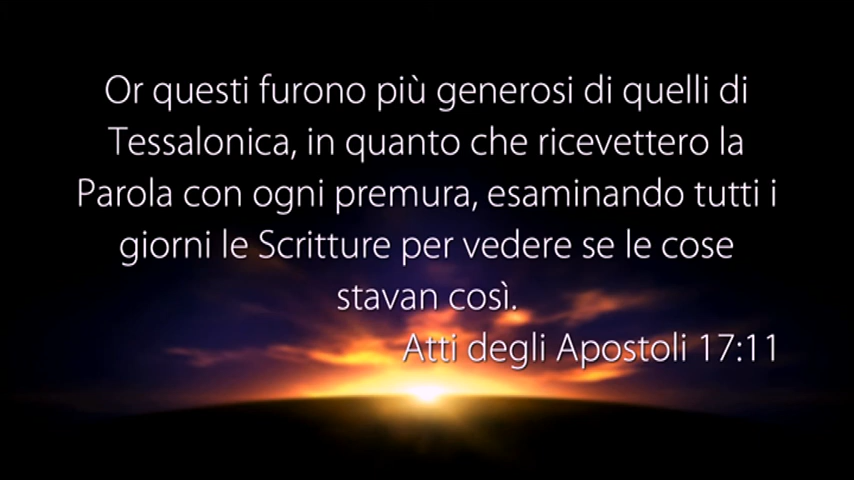 Or questi furono più generosi di quelli di
Tessalonica, in quanto che ricevettero la
Parola con ogni premura, esaminando tutti i
giorni le Scritture per vedere se le cose
stavan così.
Atti degli Apostoli 17:11